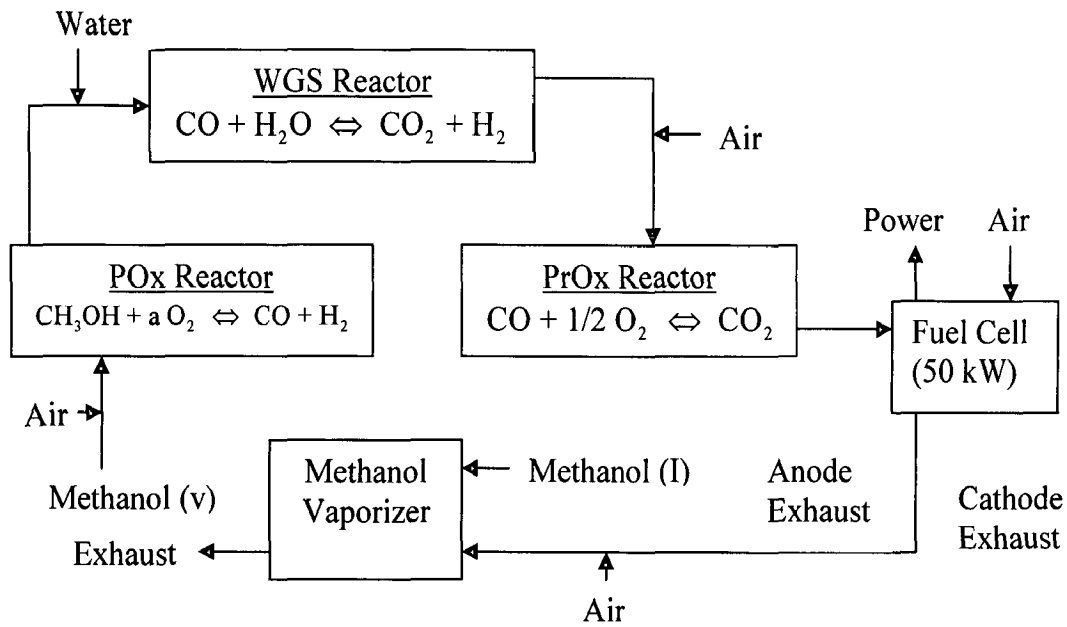 Water
WGS Reactor
CO + H₂O ⇔ CO₂ + H₂
Air
POx Reactor
CH₃OH + a O₂ ⇔ CO + H₂
PrOx Reactor
CO + 1/2 O₂ ⇔ CO₂
Power
Air
Fuel Cell
(50 kW)
Air
Methanol (v)
Exhaust
Methanol
Vaporizer
Methanol (I)
Anode
Exhaust
Cathode
Exhaust
Air